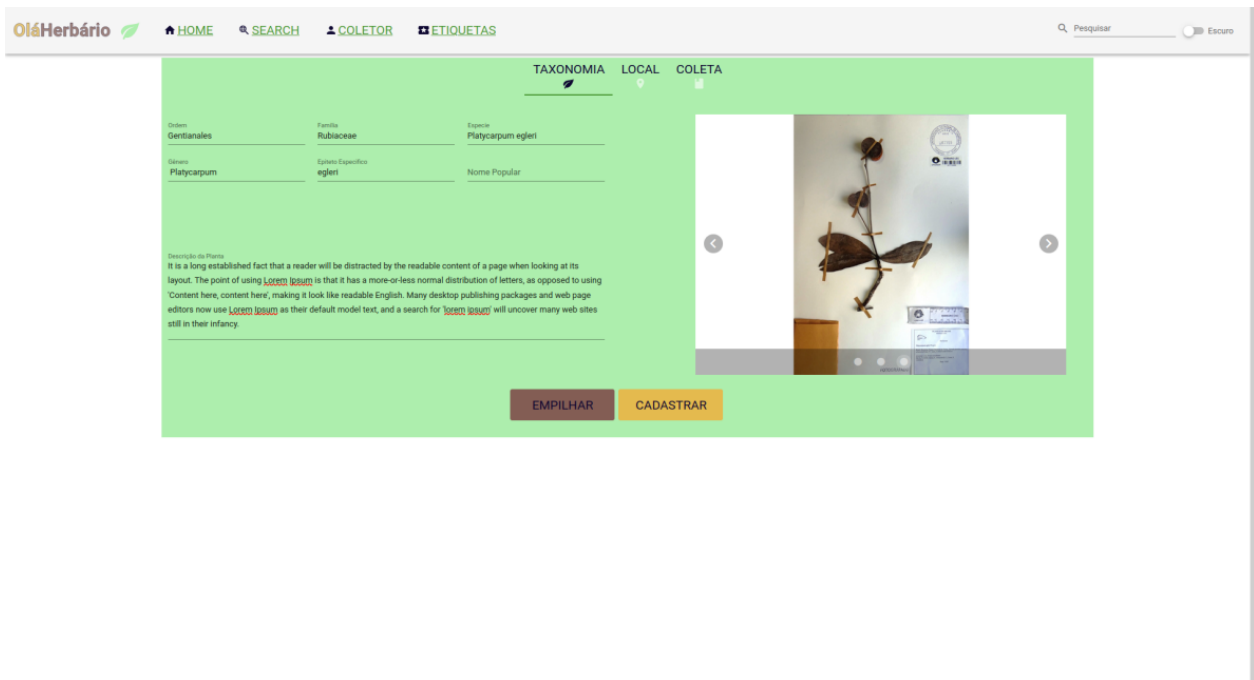 OláHerbário
HOME
SEARCH
COLETOR
ETIQUETAS
Pesquisar
Escuro
TAXONOMIA
LOCAL
COLETA
Ordem
Família
Especie
Gentianales
Rubiaceae
Platycarpum egleri
Gênero
Epiteto Especifico
Platycarpum
egleri
Nome Popular
Descrição da Planta
It is a long established fact that a reader will be distracted by the readable content of a page when looking at its
layout. The point of using Lorem Ipsum is that it has a more-or-less normal distribution of letters, as opposed to using
'Content here, content here', making it look like readable English. Many desktop publishing packages and web page
editors now use Lorem Ipsum as their default model text, and a search for 'lorem ipsum' will uncover many web sites
still in their infancy.
EMPILHAR
CADASTRAR